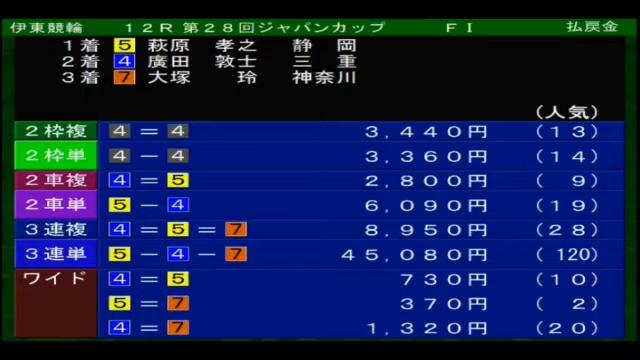 伊東競輪 12R 第28回ジャパンカップ FⅠ 払戻金
1着 5 萩原 孝之 静岡
2着 4 廣田 敦士 三重
3着 7 大塚 玲 神奈川
(人気)
2枠複 4=4 3,440円 (13)
2枠単 4-4 3,360円 (14)
2車複 4=5 2,800円 (9)
2車単 5-4 6,090円 (19)
3連複 4=5=7 8,950円 (28)
3連単 5-4-7 45,080円 (120)
ワイド 4=5 730円 (10)
5=7 370円 (2)
4=7 1,320円 (20)